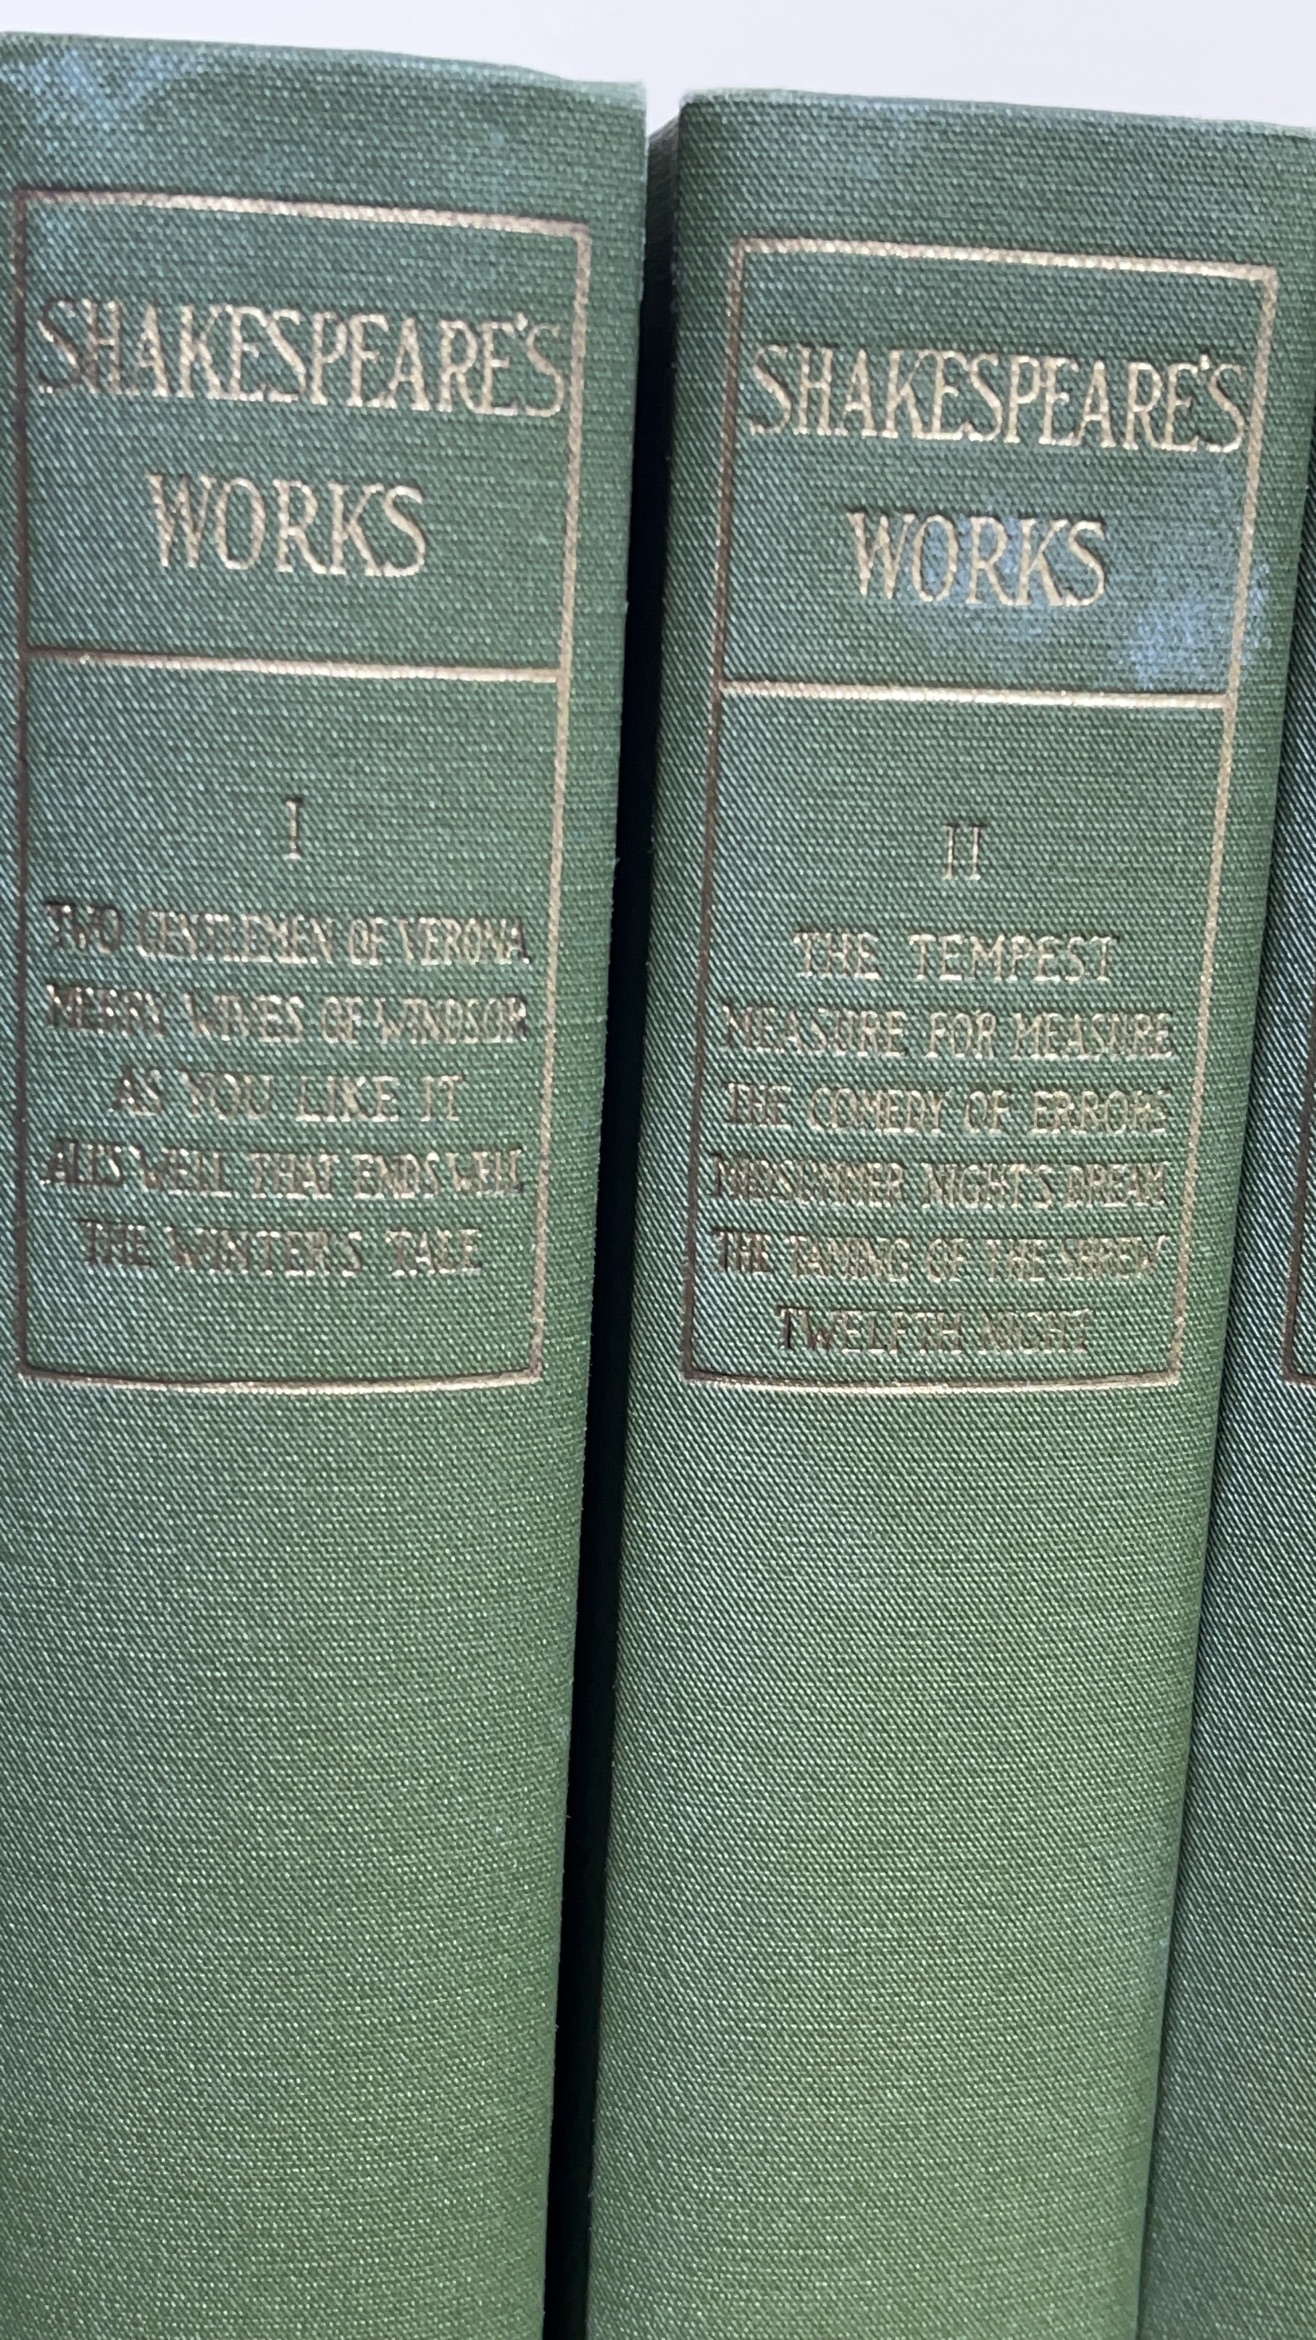 SHAKESPEARE'S
WORKS
I
TWO GENTLEMEN OF VERONA
MERRY WIVES OF WINDSOR
AS YOU LIKE IT
ALL'S WELL THAT ENDS WELL
THE WINTER'S TALE
SHAKESPEARE'S
WORKS
II
THE TEMPEST
MEASURE FOR MEASURE
THE COMEDY OF ERRORS
MIDSUMMER NIGHT'S DREAM
THE TAMING OF THE SHREW
TWELFTH NIGHT